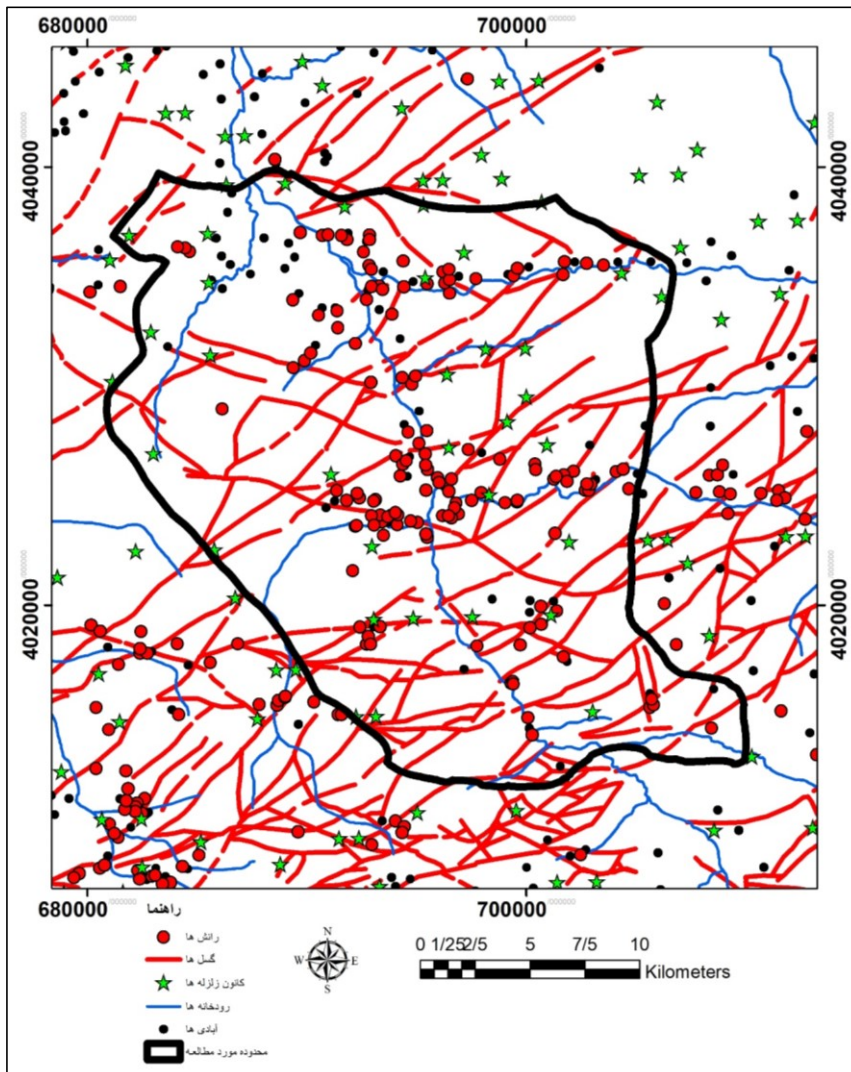 680000 700000
4040000 4040000
4020000 4020000
680000 700000
راهنما
رانش ها
گسل ها
کانون زلزله ها
رودخانه ها
آبادی ها
محدوده مورد مطالعه
N
W E
S
0 1/25 2/5 5 7/5 10
Kilometers